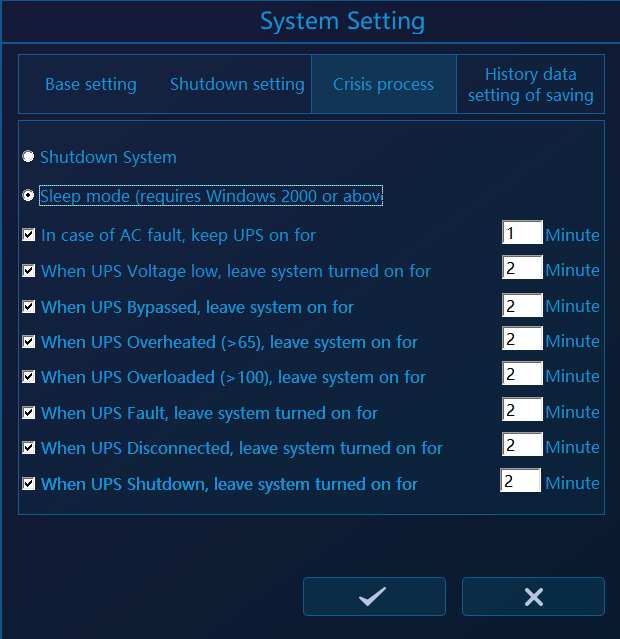 System Setting
Base setting
Shutdown setting
Crisis process
History data
setting of saving
Shutdown System
Sleep mode (requires Windows 2000 or above
In case of AC fault, keep UPS on for 1 Minute
When UPS Voltage low, leave system turned on for 2 Minute
When UPS Bypassed, leave system on for 2 Minute
When UPS Overheated (>65), leave system on for 2 Minute
When UPS Overloaded (>100), leave system on for 2 Minute
When UPS Fault, leave system turned on for 2 Minute
When UPS Disconnected, leave system turned on for 2 Minute
When UPS Shutdown, leave system turned on for 2 Minute